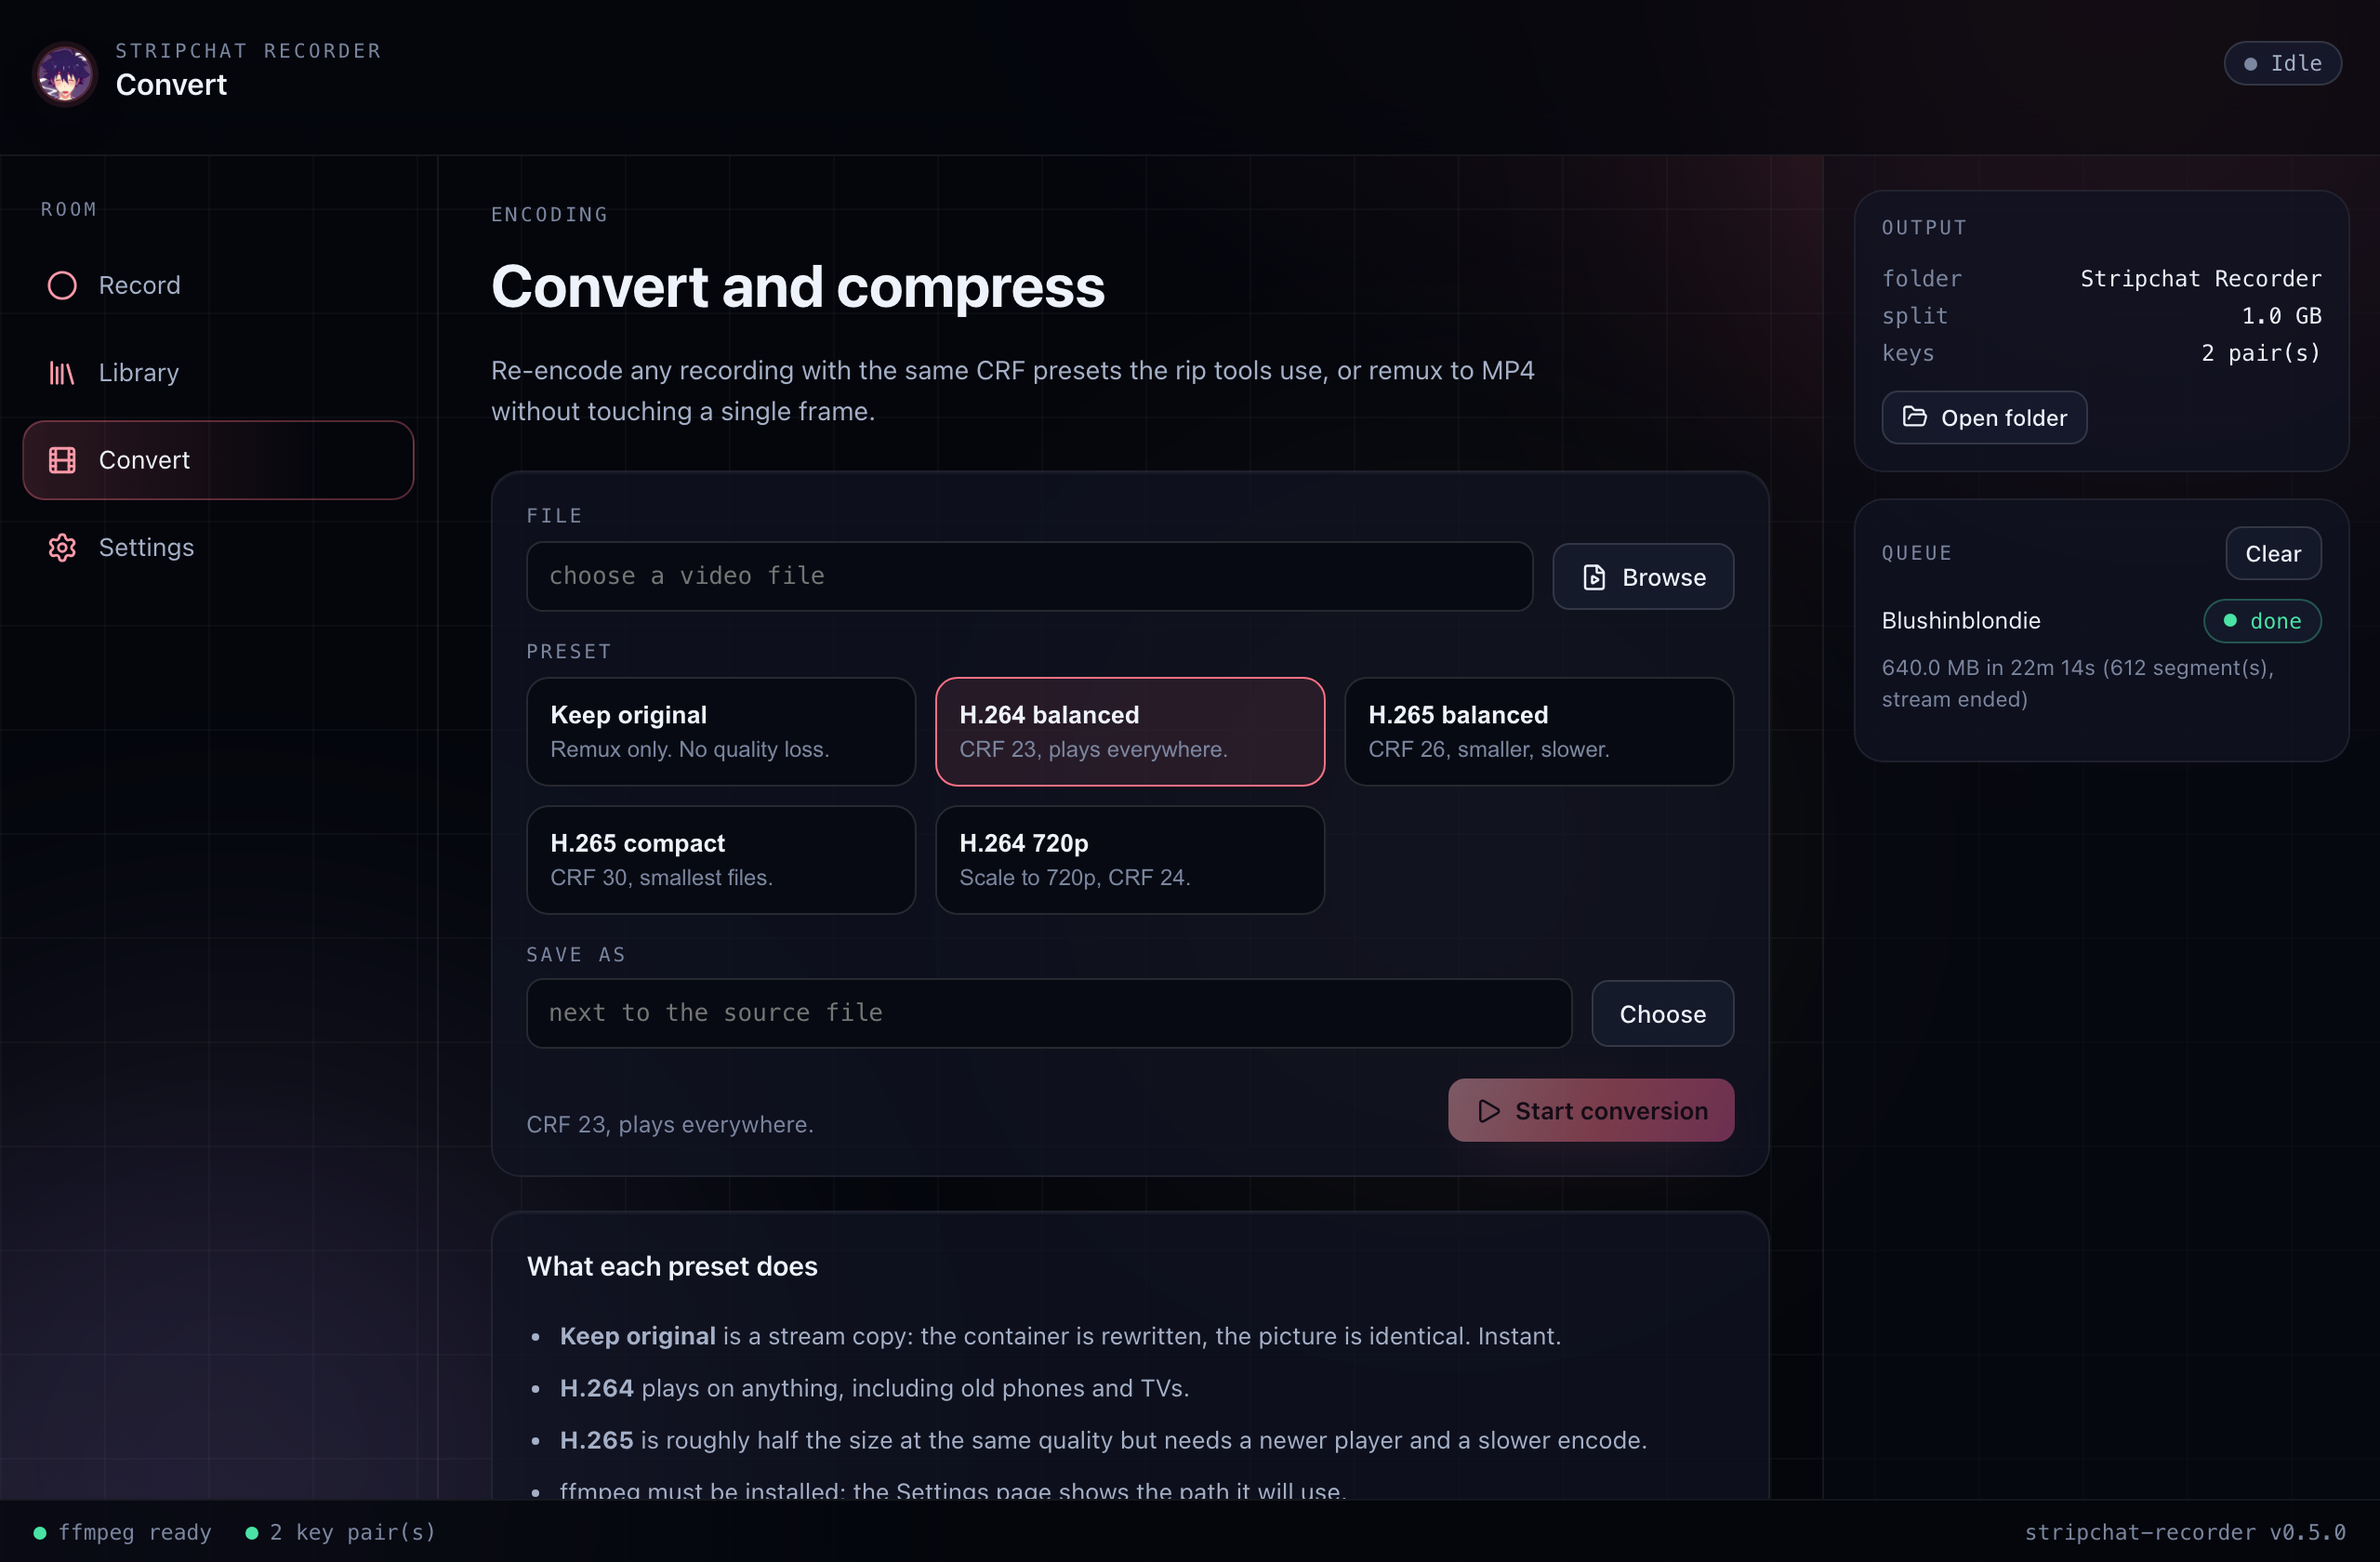 STRIPCHAT RECORDER
Convert
Idle
ROOM
Record
Library
Convert
Settings
ENCODING
Convert and compress
Re-encode any recording with the same CRF presets the rip tools use, or remux to MP4
without touching a single frame.
FILE
choose a video file
Browse
PRESET
Keep original
Remux only. No quality loss.
H.264 balanced
CRF 23, plays everywhere.
H.265 balanced
CRF 26, smaller, slower.
H.265 compact
CRF 30, smallest files.
H.264 720p
Scale to 720p, CRF 24.
SAVE AS
next to the source file
Choose
CRF 23, plays everywhere.
Start conversion
What each preset does
• Keep original is a stream copy: the container is rewritten, the picture is identical. Instant.
• H.264 plays on anything, including old phones and TVs.
• H.265 is roughly half the size at the same quality but needs a newer player and a slower encode.
• ffmpeg must be installed; the Settings page shows the path it will use.
OUTPUT
folder Stripchat Recorder
split 1.0 GB
keys 2 pair(s)
Open folder
QUEUE
Clear
Blushinblondie
done
640.0 MB in 22m 14s (612 segment(s),
stream ended)
ffmpeg ready
2 key pair(s)
stripchat-recorder v0.5.0